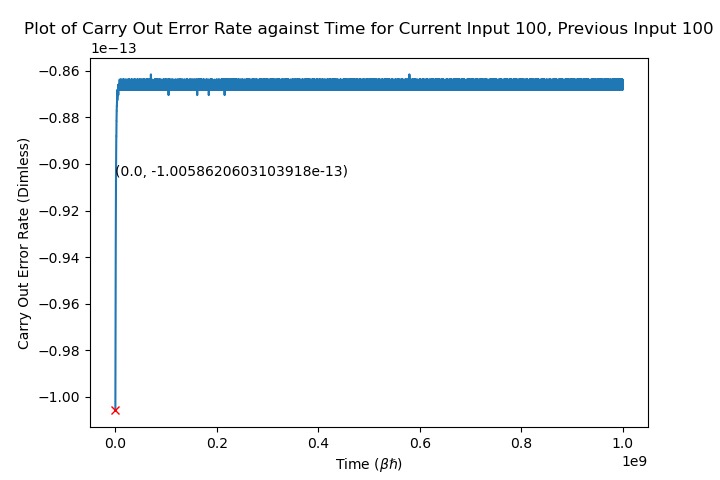 Plot of Carry Out Error Rate against Time for Current Input 100, Previous Input 100
1e−13
−0.86
−0.88
−0.90
−0.92
−0.94
−0.96
−0.98
−1.00
Carry Out Error Rate (Dimless)
(0.0, -1.0058620603103918e-13)
0.0
0.2
0.4
0.6
0.8
1.0
1e9
Time (βℏ)